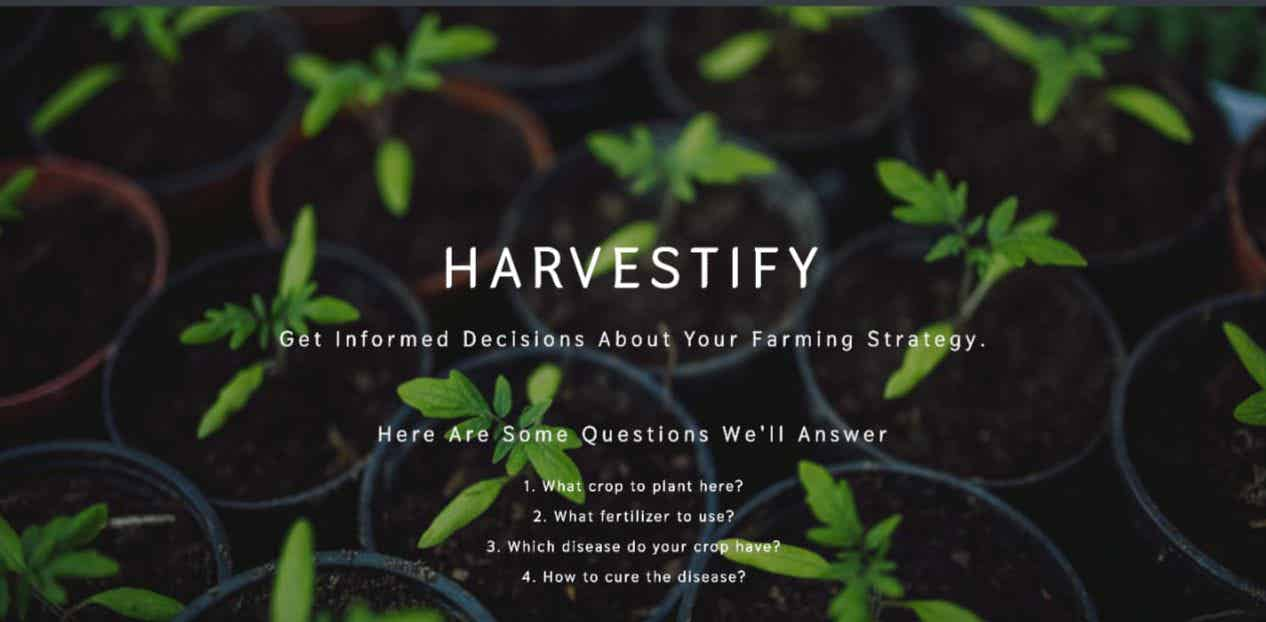 HARVESTIFY
Get Informed Decisions About Your Farming Strategy.
Here Are Some Questions We'll Answer
1. What crop to plant here?
2. What fertilizer to use?
3. Which disease do your crop have?
4. How to cure the disease?